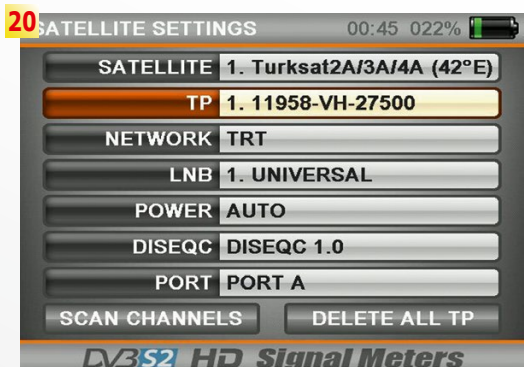 20
SATELLITE SETTINGS 00:45 022%
SATELLITE 1. Turksat2A/3A/4A (42ºE)
TP 1. 11958-VH-27500
NETWORK TRT
LNB 1. UNIVERSAL
POWER AUTO
DISEQC DISEQC 1.0
PORT PORT A
SCAN CHANNELS DELETE ALL TP
DVBS2 HD Signal Meters